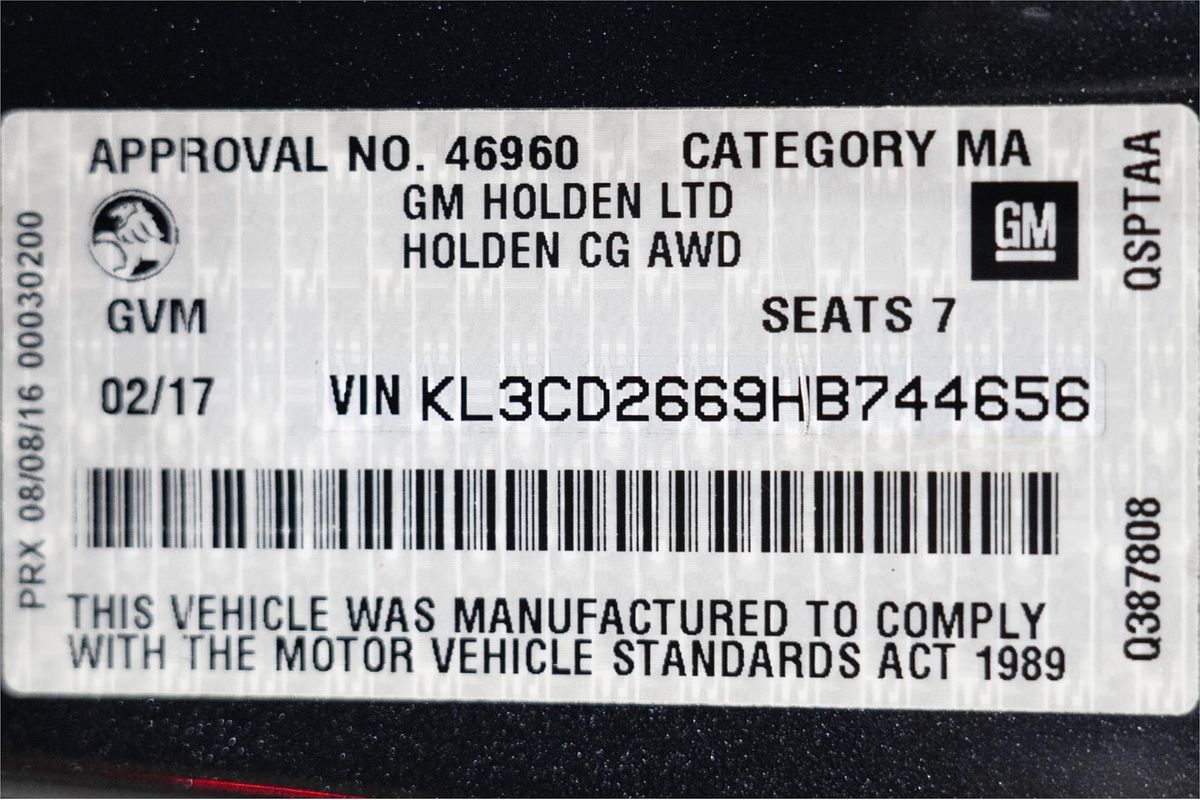 APPROVAL NO. 46960 CATEGORY MA
GM HOLDEN LTD
HOLDEN CG AWD
GM
GVM SEATS 7
02/17 VIN KL3CD2669HB744656
THIS VEHICLE WAS MANUFACTURED TO COMPLY
WITH THE MOTOR VEHICLE STANDARDS ACT 1989
PRX 08/08/16 00030200
QSPTAA
Q387808